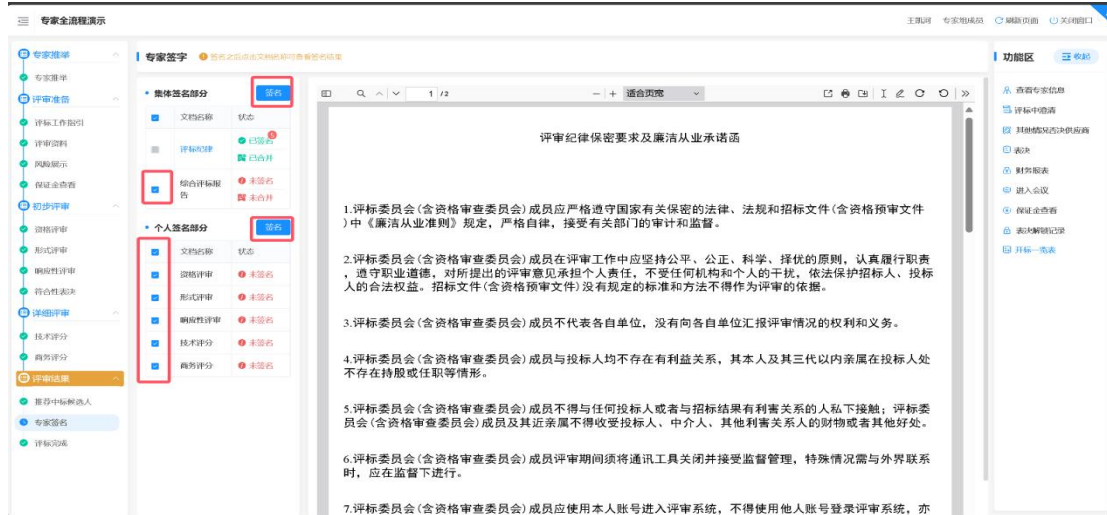 专家全流程演示
王凯河 专家组成员 刷新页面 关闭窗口
专家推举
专家推举
评审准备
评标工作指引
评审资料
风险展示
保证金查看
初步评审
资格评审
形式评审
响应性评审
符合性表决
详细评审
技术评分
商务评分
评审结果
推荐中标候选人
专家签名
评标完成
专家签字 签名之后点击文档名称可查看签名结果
集体签名部分 签名
文档名称 状态
评标纪律 已签名 5
已合并
综合评标报告 未签名
未合并
个人签名部分 签名
文档名称 状态
资格评审 未签名
形式评审 未签名
响应性评审 未签名
技术评分 未签名
商务评分 未签名
1 /2 适合页宽
评审纪律保密要求及廉洁从业承诺函
1.评标委员会(含资格审查委员会)成员应严格遵守国家有关保密的法律、法规和招标文件(含资格预审文件
)中《廉洁从业准则》规定，严格自律，接受有关部门的审计和监督。
2.评标委员会(含资格审查委员会)成员在评审工作中应坚持公平、公正、科学、择优的原则，认真履行职责
，遵守职业道德，对所提出的评审意见承担个人责任，不受任何机构和个人的干扰，依法保护招标人、投标
人的合法权益。招标文件(含资格预审文件)没有规定的标准和方法不得作为评审的依据。
3.评标委员会(含资格审查委员会)成员不代表各自单位，没有向各自单位汇报评审情况的权利和义务。
4.评标委员会(含资格审查委员会)成员与投标人均不存在有利益关系，其本人及其三代以内亲属在投标人处
不存在持股或任职等情形。
5.评标委员会(含资格审查委员会)成员不得与任何投标人或者与招标结果有利害关系的人私下接触；评标委
员会(含资格审查委员会)成员及其近亲属不得收受投标人、中介人、其他利害关系人的财物或者其他好处。
6.评标委员会(含资格审查委员会)成员评审期间须将通讯工具关闭并接受监督管理，特殊情况需与外界联系
时，应在监督下进行。
7.评标委员会(含资格审查委员会)成员应使用本人账号进入评审系统，不得使用他人账号登录评审系统，亦
功能区 收起
查看专家信息
评标中澄清
其他情况否决供应商
表决
财务报表
进入会议
保证金查看
表决解锁记录
开标一览表